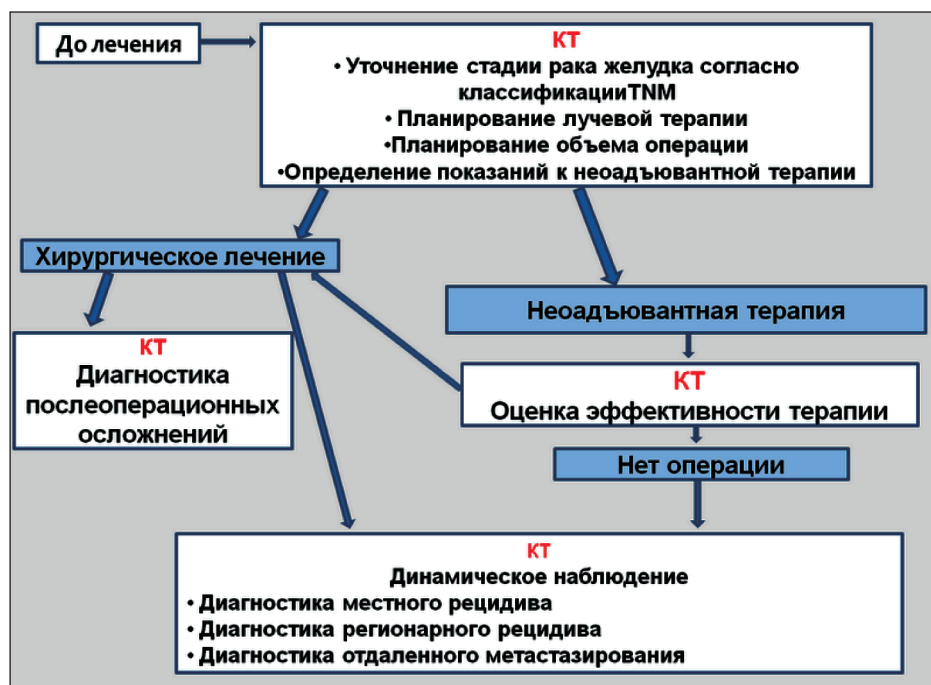 До лечения
КТ
• Уточнение стадии рака желудка согласно
классификацииTNM
• Планирование лучевой терапии
•Планирование объема операции
•Определение показаний к неоадъювантной терапии
Хирургическое лечение
Неоадъювантная терапия
КТ
Диагностика
послеоперационных
осложнений
КТ
Оценка эффективности терапии
Нет операции
КТ
Динамическое наблюдение
• Диагностика местного рецидива
• Диагностика регионарного рецидива
• Диагностика отдаленного метастазирования